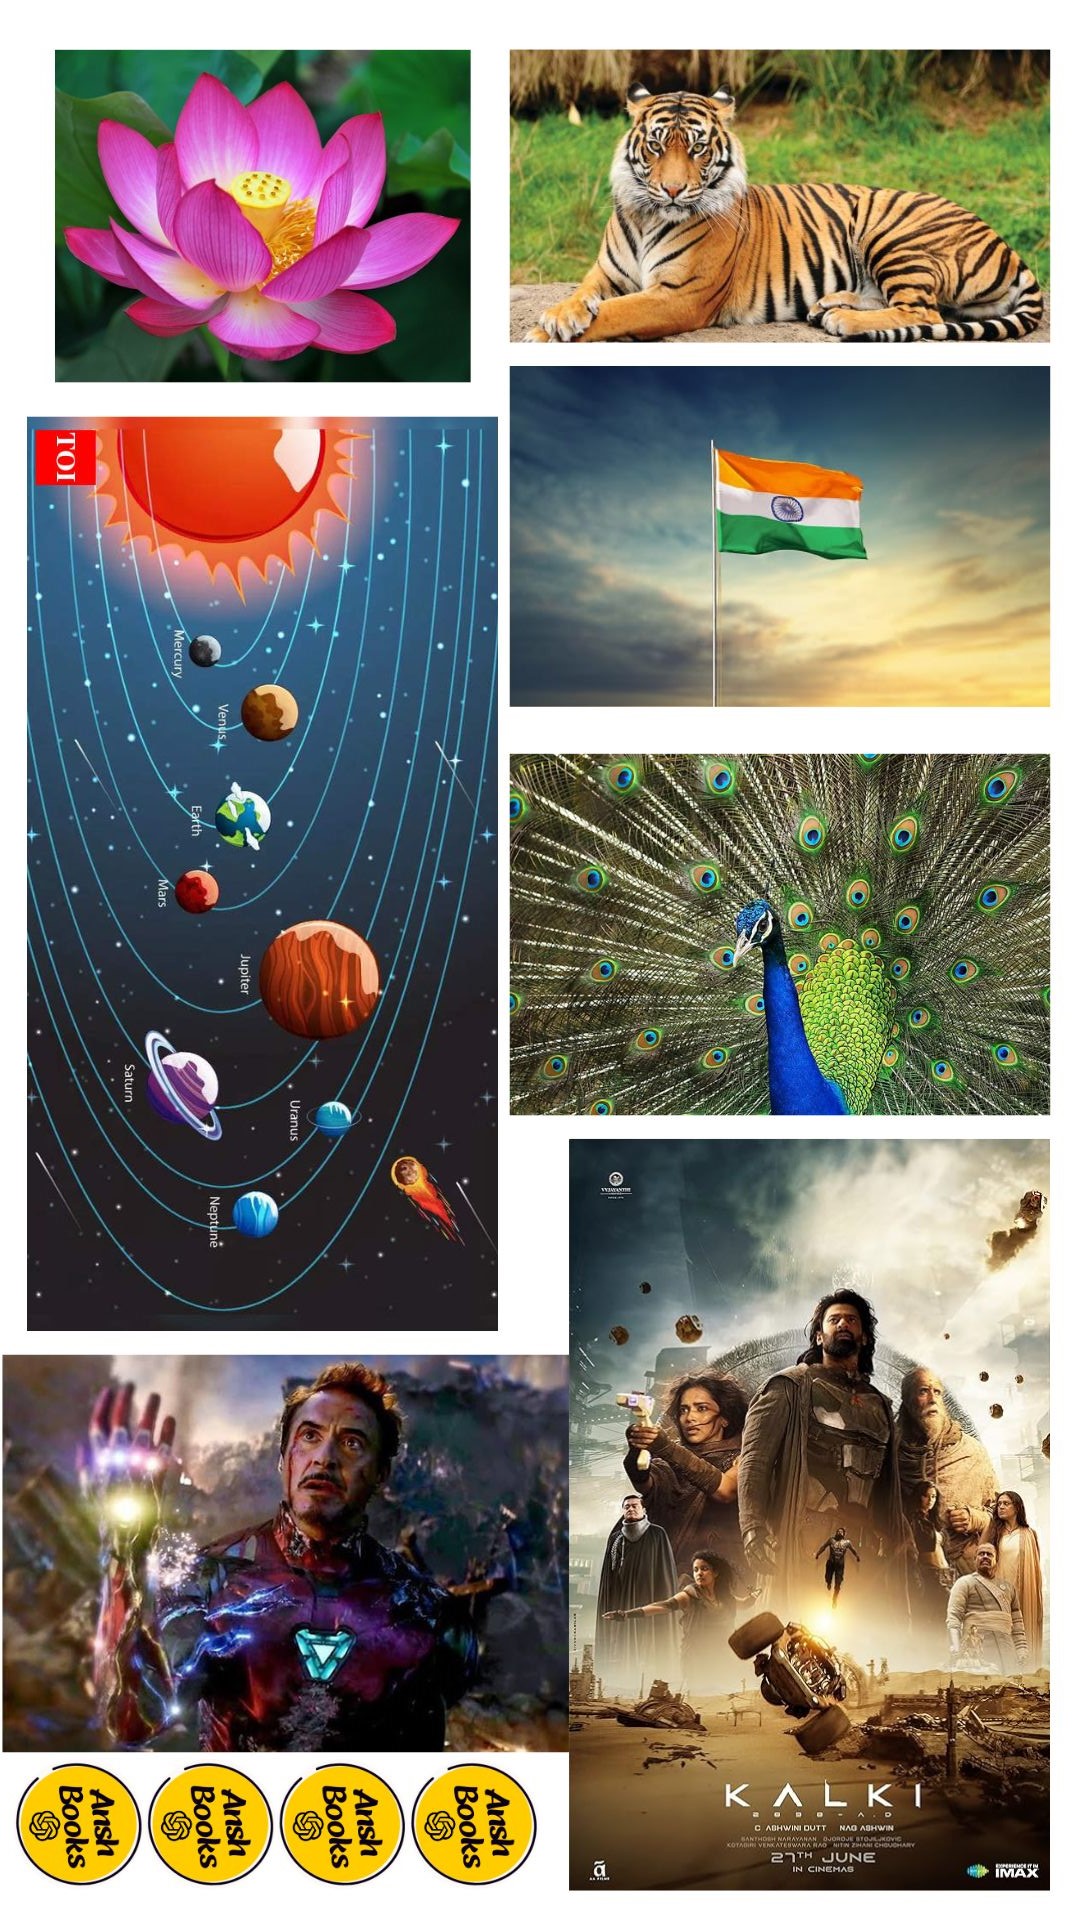 TOI
Mercury
Venus
Earth
Mars
Jupiter
Saturn
Uranus
Neptune
VYJAYANTHI
KALKI
2898-A.D
C. ASHWINI DUTT NAG ASHWIN
SANTHOSH NARAYANAN DJORDJE STOJILJKOVIC
KOTAGIRI VENKATESWARA RAO NITIN ZIHANI CHOUDHARY
27TH JUNE
IN CINEMAS
EXPERIENCE IT IN
IMAX
Ansh
Books
Ansh
Books
Ansh
Books
Ansh
Books